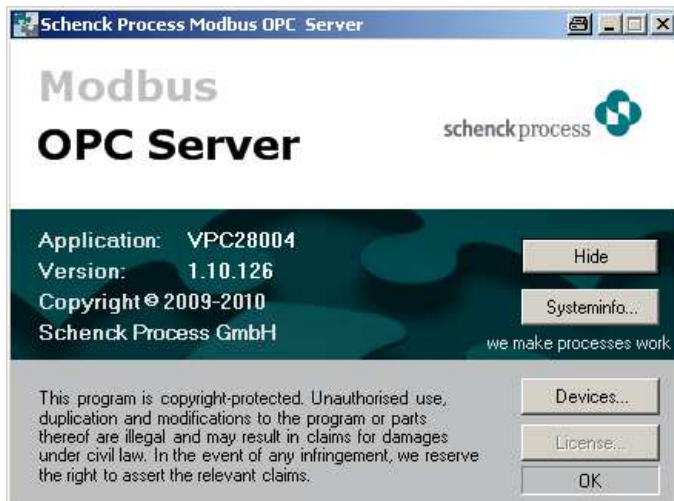 Schenck Process Modbus OPC Server
Modbus
OPC Server
schenckprocess
Application: VPC28004
Version: 1.10.126
Copyright © 2009-2010
Schenck Process GmbH
Hide
Systeminfo...
we make processes work
This program is copyright-protected. Unauthorised use,
duplication and modifications to the program or parts
thereof are illegal and may result in claims for damages
under civil law. In the event of any infringement, we reserve
the right to assert the relevant claims.
Devices...
License...
OK